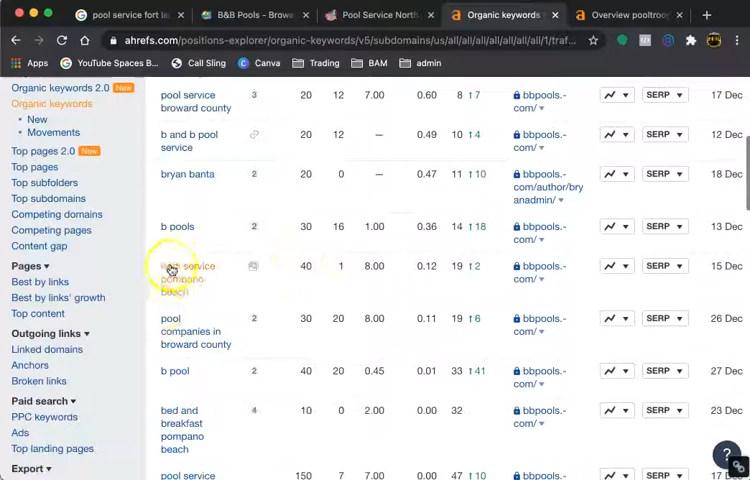 pool service fort lau
B&B Pools - Browa
Pool Service North
Organic keywords f
Overview pooltroop
ahrefs.com/positions-explorer/organic-keywords/v5/subdomains/us/all/all/all/all/all/all/1/traf...
Apps YouTube Spaces B... Call Sling Canva Trading BAM admin
Organic keywords 2.0 New
Organic keywords
New
Movements
Top pages 2.0 New
Top pages
Top subfolders
Top subdomains
Competing domains
Competing pages
Content gap
Pages
Best by links
Best by links' growth
Top content
Outgoing links
Linked domains
Anchors
Broken links
Paid search
PPC keywords
Ads
Top landing pages
Export
pool service 3 20 12 7.00 0.60 8 ↑7 bbpools.- SERP 17 Dec
broward county com/
b and b pool 20 12 — 0.49 10 ↑4 bbpools.- SERP 12 Dec
service com/
bryan banta 2 20 0 — 0.47 11 ↑10 bbpools.- SERP 18 Dec
com/author/bry
anadmin/
b pools 2 30 16 1.00 0.36 14 ↑18 bbpools.- SERP 13 Dec
com/
pool service 40 1 8.00 0.12 19 ↑2 bbpools.- SERP 15 Dec
pompano com/
beach
pool 2 30 20 8.00 0.11 19 ↑6 bbpools.- SERP 26 Dec
companies in com/
broward county
b pool 2 40 20 0.45 0.01 33 ↑41 bbpools.- SERP 27 Dec
com/
bed and 4 10 0 2.00 0.00 32 bbpools.- SERP 23 Dec
breakfast com/
pompano
beach
pool service 150 7 7.00 0.00 47 ↑10 bbpools.- SERP 17 Dec
?